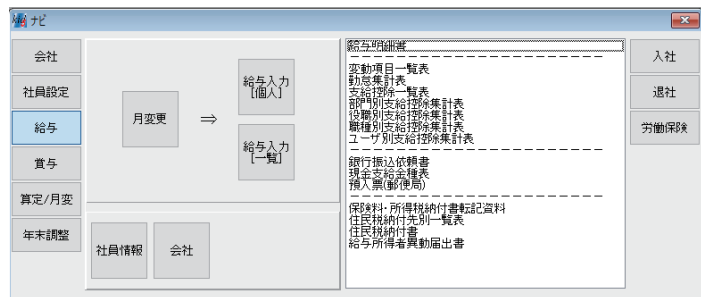 ナビ
会社
社員設定
給与
賞与
算定/月変
年末調整
月変更
⇒
給与入力
[個人]
給与入力
[一覧]
社員情報
会社
給与明細書
変動項目一覧表
勤怠集計表
支給控除一覧表
部門別支給控除集計表
役職別支給控除集計表
職種別支給控除集計表
ユーザ別支給控除集計表
銀行振込依頼書
現金支給金種表
預入票(郵便局)
保険料・所得税納付書転記資料
住民税納付先別一覧表
住民税納付書
給与所得者異動届出書
入社
退社
労働保険